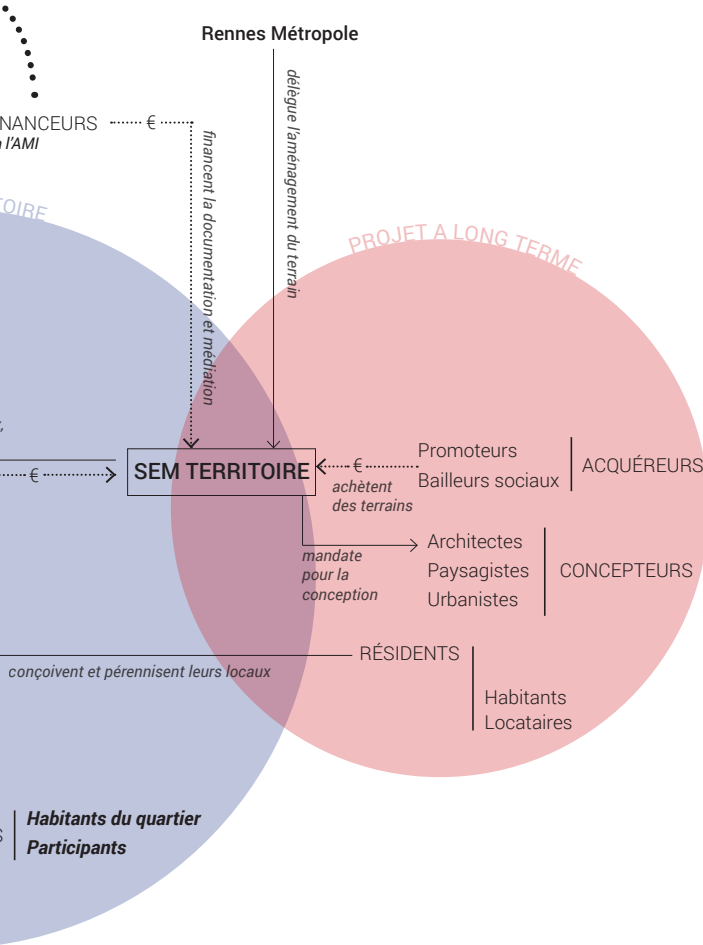 Rennes Métropole
NANCEURS
€
l'AMI
délègue l'aménagement du terrain
financent la documentation et médiation
TOIRE
PROJET A LONG TERME
SEM TERRITOIRE
€
€
achètent
des terrains
Promoteurs
Bailleurs sociaux
ACQUÉREURS
mandate
pour la
conception
Architectes
Paysagistes
Urbanistes
CONCEPTEURS
conçoivent et pérennisent leurs locaux
RÉSIDENTS
Habitants
Locataires
S
Habitants du quartier
Participants